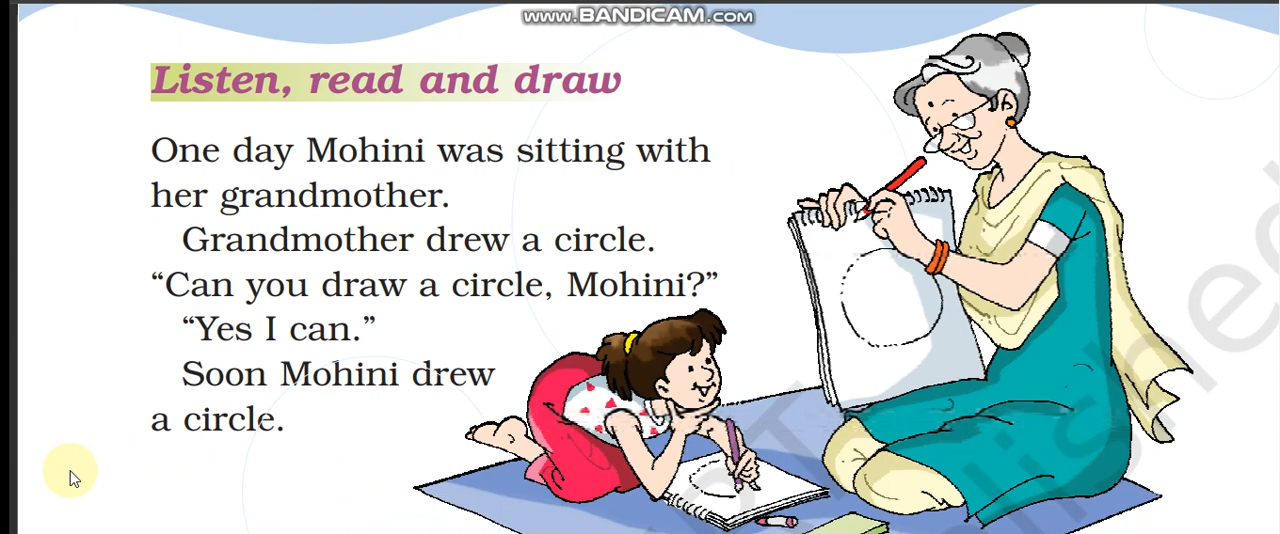 www.BANDICAM.com
Listen, read and draw
One day Mohini was sitting with
her grandmother.
Grandmother drew a circle.
“Can you draw a circle, Mohini?”
“Yes I can.”
Soon Mohini drew
a circle.